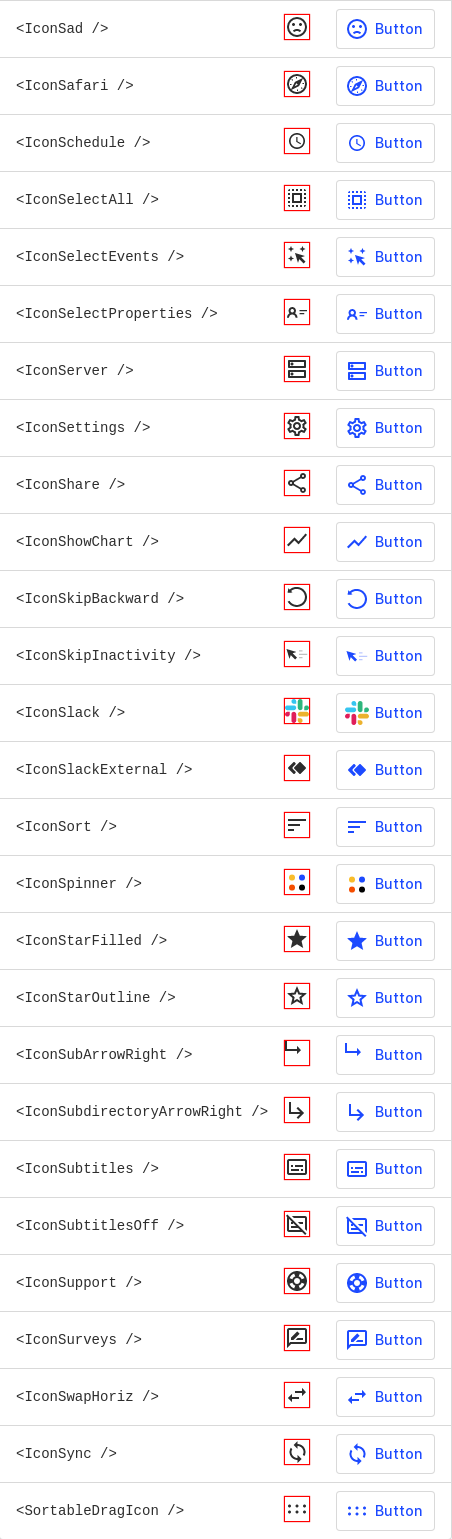 <IconSad /> Button
<IconSafari /> Button
<IconSchedule /> Button
<IconSelectAll /> Button
<IconSelectEvents /> Button
<IconSelectProperties /> Button
<IconServer /> Button
<IconSettings /> Button
<IconShare /> Button
<IconShowChart /> Button
<IconSkipBackward /> Button
<IconSkipInactivity /> Button
<IconSlack /> Button
<IconSlackExternal /> Button
<IconSort /> Button
<IconSpinner /> Button
<IconStarFilled /> Button
<IconStarOutline /> Button
<IconSubArrowRight /> Button
<IconSubdirectoryArrowRight /> Button
<IconSubtitles /> Button
<IconSubtitlesOff /> Button
<IconSupport /> Button
<IconSurveys /> Button
<IconSwapHoriz /> Button
<IconSync /> Button
<SortableDragIcon /> Button